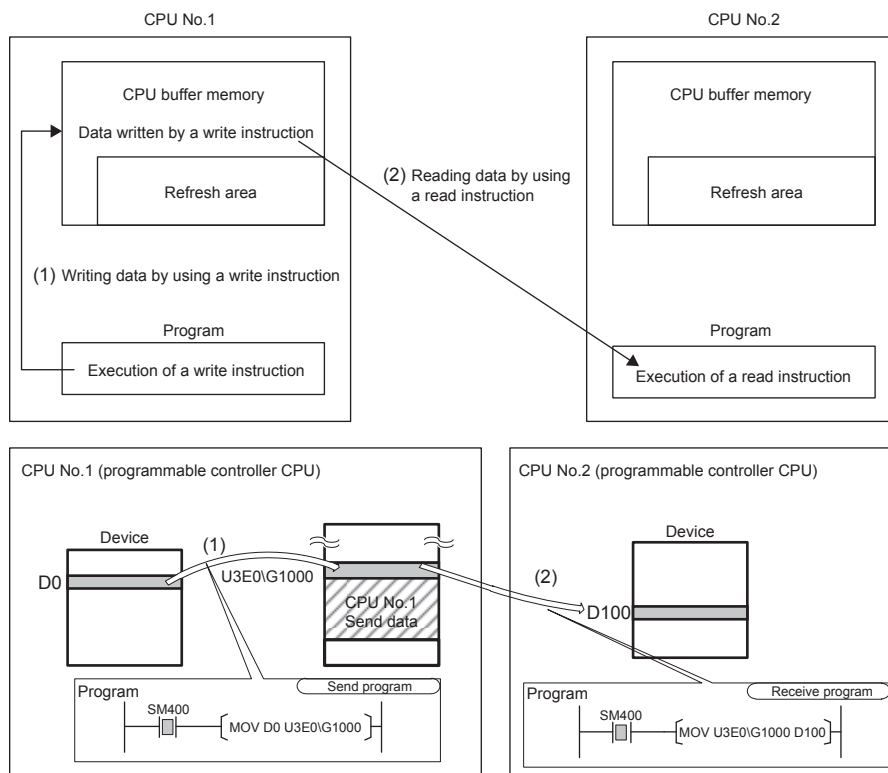 CPU No.1
CPU No.2
CPU buffer memory
Data written by a write instruction
Refresh area
(1) Writing data by using a write instruction
Program
Execution of a write instruction
(2) Reading data by using
a read instruction
CPU buffer memory
Refresh area
Program
Execution of a read instruction
CPU No.1 (programmable controller CPU)
Device
(1)
D0
U3E0\G1000
CPU No.1
Send data
Program
Send program
SM400
MOV D0 U3E0\G1000
CPU No.2 (programmable controller CPU)
Device
(2)
D100
Program
Receive program
SM400
MOV U3E0\G1000 D100